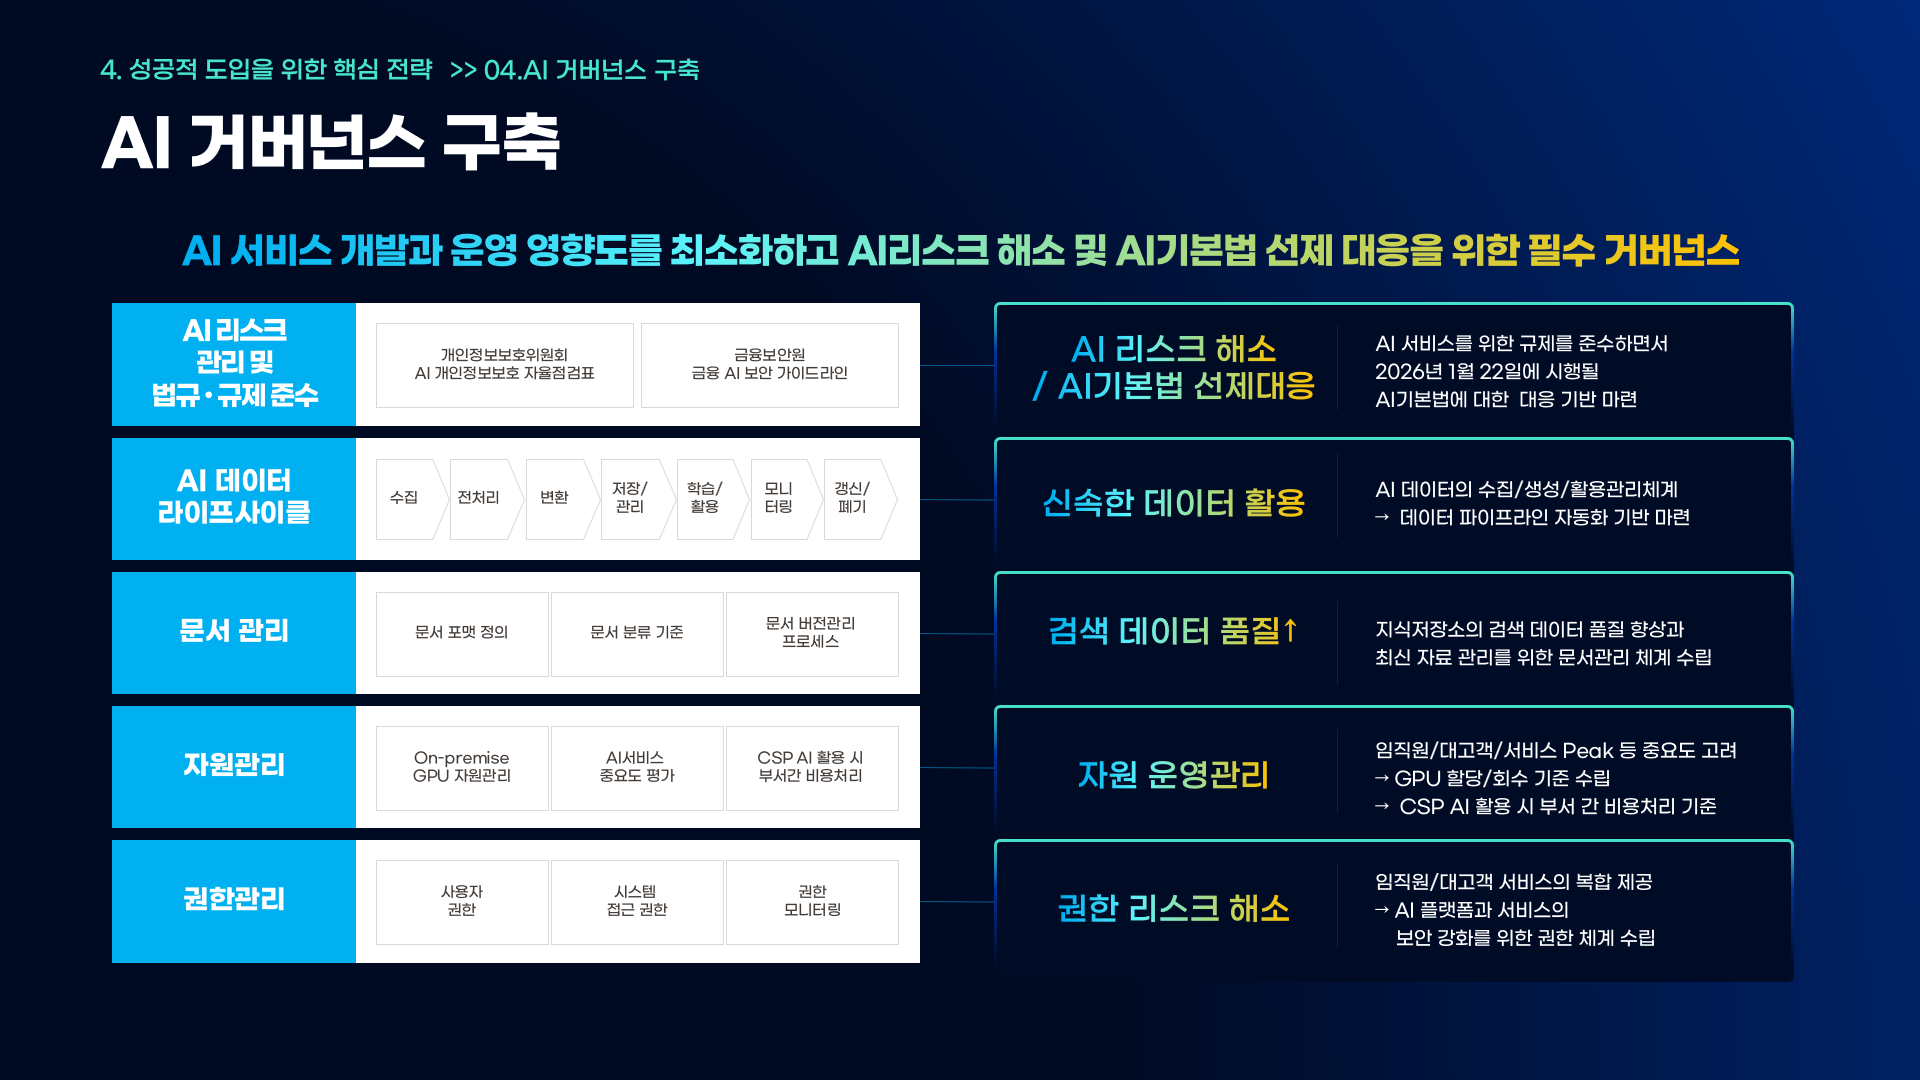 4. 성공적 도입을 위한 핵심 전략 >> 04.AI 거버넌스 구축
AI 거버넌스 구축
AI 서비스 개발과 운영 영향도를 최소화하고 AI리스크 해소 및 AI기본법 선제 대응을 위한 필수 거버넌스
AI 리스크
관리 및
법규·규제 준수
개인정보보호위원회
AI 개인정보보호 자율점검표
금융보안원
금융 AI 보안 가이드라인
AI 리스크 해소
/ AI기본법 선제대응
AI 서비스를 위한 규제를 준수하면서
2026년 1월 22일에 시행될
AI기본법에 대한 대응 기반 마련
AI 데이터
라이프사이클
수집
전처리
변환
저장/
관리
학습/
활용
모니
터링
갱신/
폐기
신속한 데이터 활용
AI 데이터의 수집/생성/활용관리체계
→ 데이터 파이프라인 자동화 기반 마련
문서 관리
문서 포맷 정의
문서 분류 기준
문서 버전관리
프로세스
검색 데이터 품질↑
지식저장소의 검색 데이터 품질 향상과
최신 자료 관리를 위한 문서관리 체계 수립
자원관리
On-premise
GPU 자원관리
AI서비스
중요도 평가
CSP AI 활용 시
부서간 비용처리
자원 운영관리
임직원/대고객/서비스 Peak 등 중요도 고려
→ GPU 할당/회수 기준 수립
→ CSP AI 활용 시 부서 간 비용처리 기준
권한관리
사용자
권한
시스템
접근 권한
권한
모니터링
권한 리스크 해소
임직원/대고객 서비스의 복합 제공
→ AI 플랫폼과 서비스의
보안 강화를 위한 권한 체계 수립